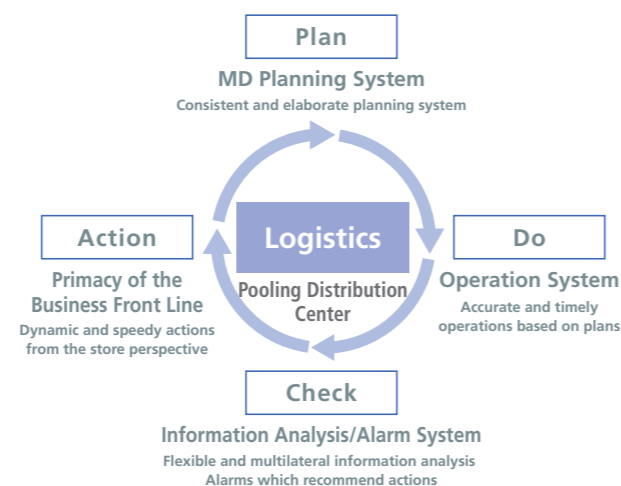 Plan
MD Planning System
Consistent and elaborate planning system
Action
Primacy of the
Business Front Line
Dynamic and speedy actions
from the store perspective
Logistics
Pooling Distribution
Center
Do
Operation System
Accurate and timely
operations based on plans
Check
Information Analysis/Alarm System
Flexible and multilateral information analysis
Alarms which recommend actions